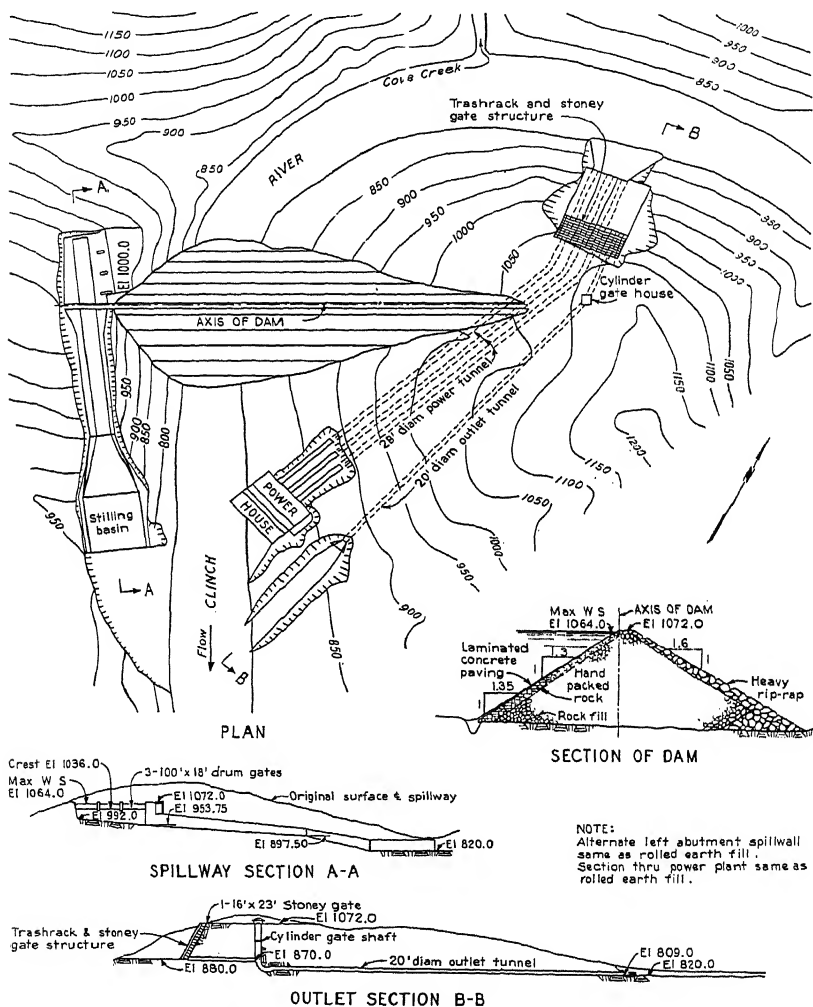 1150
1100
1050
1000
950
900
850
Cove Creek
1000
950
900
850
Trashrack and stoney
gate structure
B
RIVER
850
900
950
1000
1050
950
900
950
1000
A
El 1000.0
AXIS OF DAM
Cylinder
gate house
28' diam power tunnel
20' diam outlet tunnel
1150
1100
1050
1200
1150
1100
1050
1000
950
900
850
950
900
850
800
950
Stilling
basin
POWER
HOUSE
A
Flow
CLINCH
B
PLAN
Max W S
El 1064.0
AXIS OF DAM
El 1072.0
Laminated
concrete
paving
1.3
1
1.6
1
1.35
1
Hand
packed
rock
Heavy
rip-rap
Rock fill
SECTION OF DAM
Crest El 1036.0
3-100'x 18' drum gates
Max W S
El 1064.0
El 1072.0
El 953.75
Original surface ¢ spillway
El 992.0
El 897.50
El 820.0
SPILLWAY SECTION A-A
NOTE:
Alternate left abutment spillwall
same as rolled earth fill.
Section thru power plant same as
rolled earth fill.
1-16'x 23' Stoney gate
El 1072.0
Trashrack & stoney
gate structure
Cylinder gate shaft
El 870.0
El 880.0
20' diam outlet tunnel
El 809.0
El 820.0
OUTLET SECTION B-B